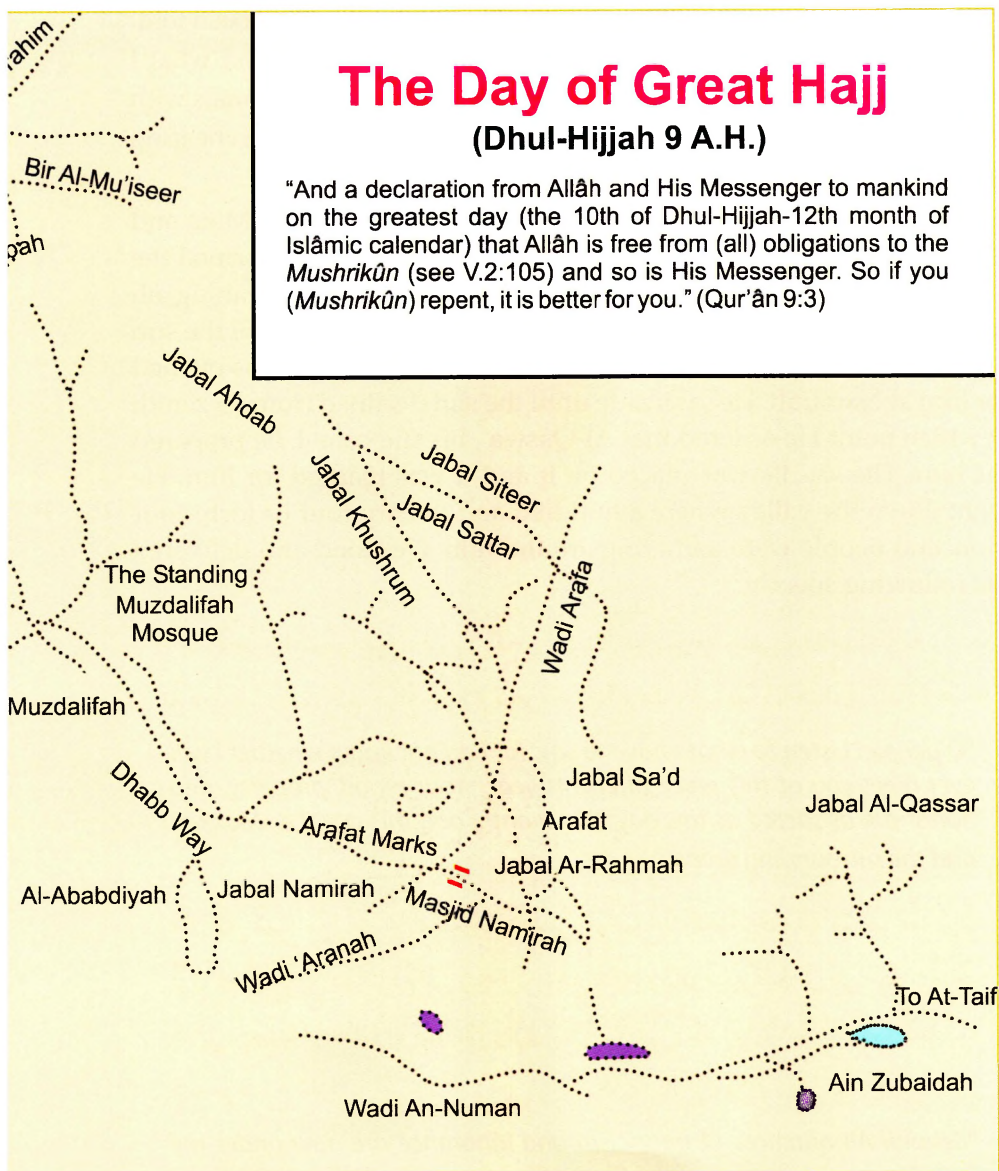 The Day of Great Hajj
(Dhul-Hijjah 9 A.H.)
“And a declaration from Allâh and His Messenger to mankind
on the greatest day (the 10th of Dhul-Hijjah-12th month of
Islâmic calendar) that Allâh is free from (all) obligations to the
Mushrikûn (see V.2:105) and so is His Messenger. So if you
(Mushrikûn) repent, it is better for you.” (Qur’ân 9:3)
Bir Al-Mu’iseer
Jabal Ahdab
Jabal Siteer
Jabal Sattar
Jabal Khushrum
The Standing
Muzdalifah
Mosque
Wadi Arafa
Muzdalifah
Dhabb Way
Jabal Sa’d
Arafat
Jabal Al-Qassar
Arafat Marks
Jabal Ar-Rahmah
Al-Ababdiyah
Jabal Namirah
Masjid Namirah
Wadi ‘Aranah
To At-Taif
Ain Zubaidah
Wadi An-Numan